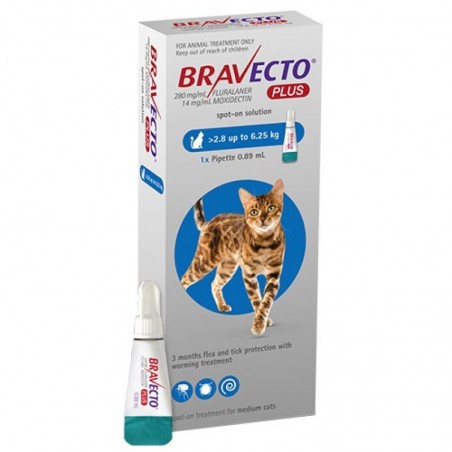 FOR ANIMAL TREATMENT ONLY
Keep out of reach of children
BRAVECTO®
PLUS
280 mg/mL FLURALANER
14 mg/mL MOXIDECTIN
spot-on solution
>2.8 up to 6.25 kg
1x Pipette 0.89 mL
3 months flea and tick protection with
worming treatment
spot-on treatment for medium cats
BRAVECTO
PLUS
BRAVECTO
PLUS